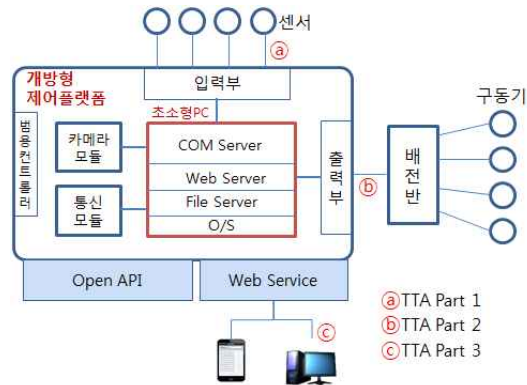 센서
ⓐ
개방형
제어플랫폼
입력부
구동기
초소형PC
범용컨트롤러
카메라
모듈
COM Server
출력부
배전반
Web Server
ⓑ
통신
모듈
File Server
O/S
Open API
Web Service
ⓐTTA Part 1
ⓑTTA Part 2
ⓒ
ⓒTTA Part 3